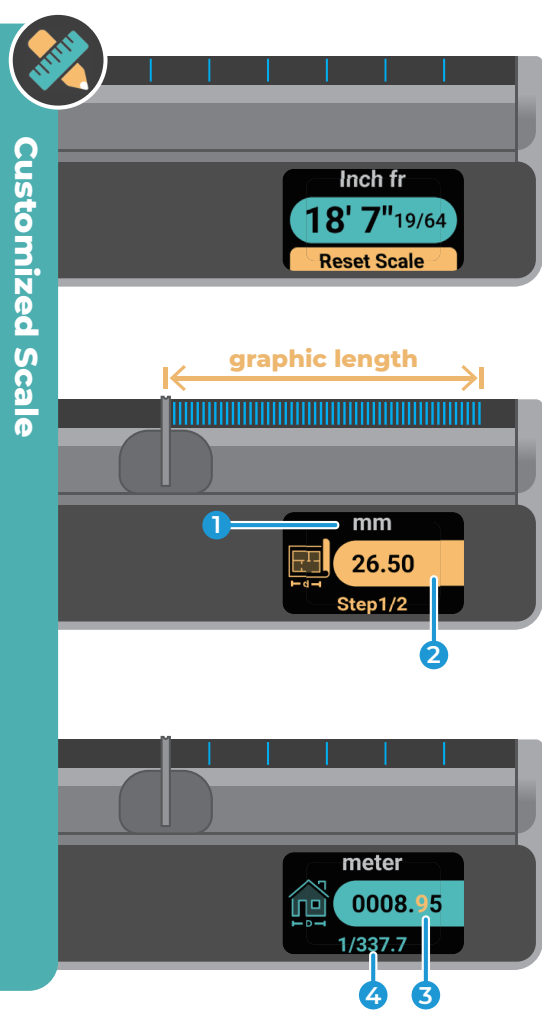 Customized Scale
Inch fr
18' 7"19/64
Reset Scale
graphic length
1
mm
26.50
d
Step1/2
2
meter
0008.95
D
1/337.7
4
3